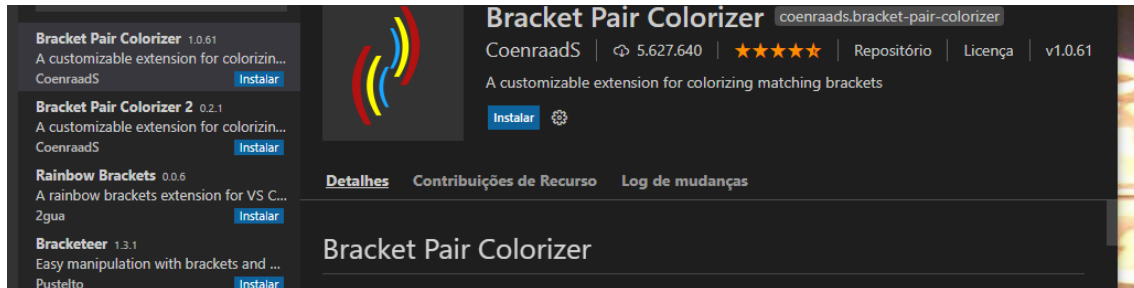 Bracket Pair Colorizer 1.0.61
A customizable extension for colorizin...
CoenraadS Instalar
Bracket Pair Colorizer 2 0.2.1
A customizable extension for colorizin...
CoenraadS Instalar
Rainbow Brackets 0.0.6
A rainbow brackets extension for VS C...
2gua Instalar
Bracketeer 1.3.1
Easy manipulation with brackets and ...
Pustelto Instalar
Bracket Pair Colorizer coenraads.bracket-pair-colorizer
CoenraadS 5.627.640 Repositório Licença v1.0.61
A customizable extension for colorizing matching brackets
Instalar
Detalhes Contribuições de Recurso Log de mudanças
Bracket Pair Colorizer